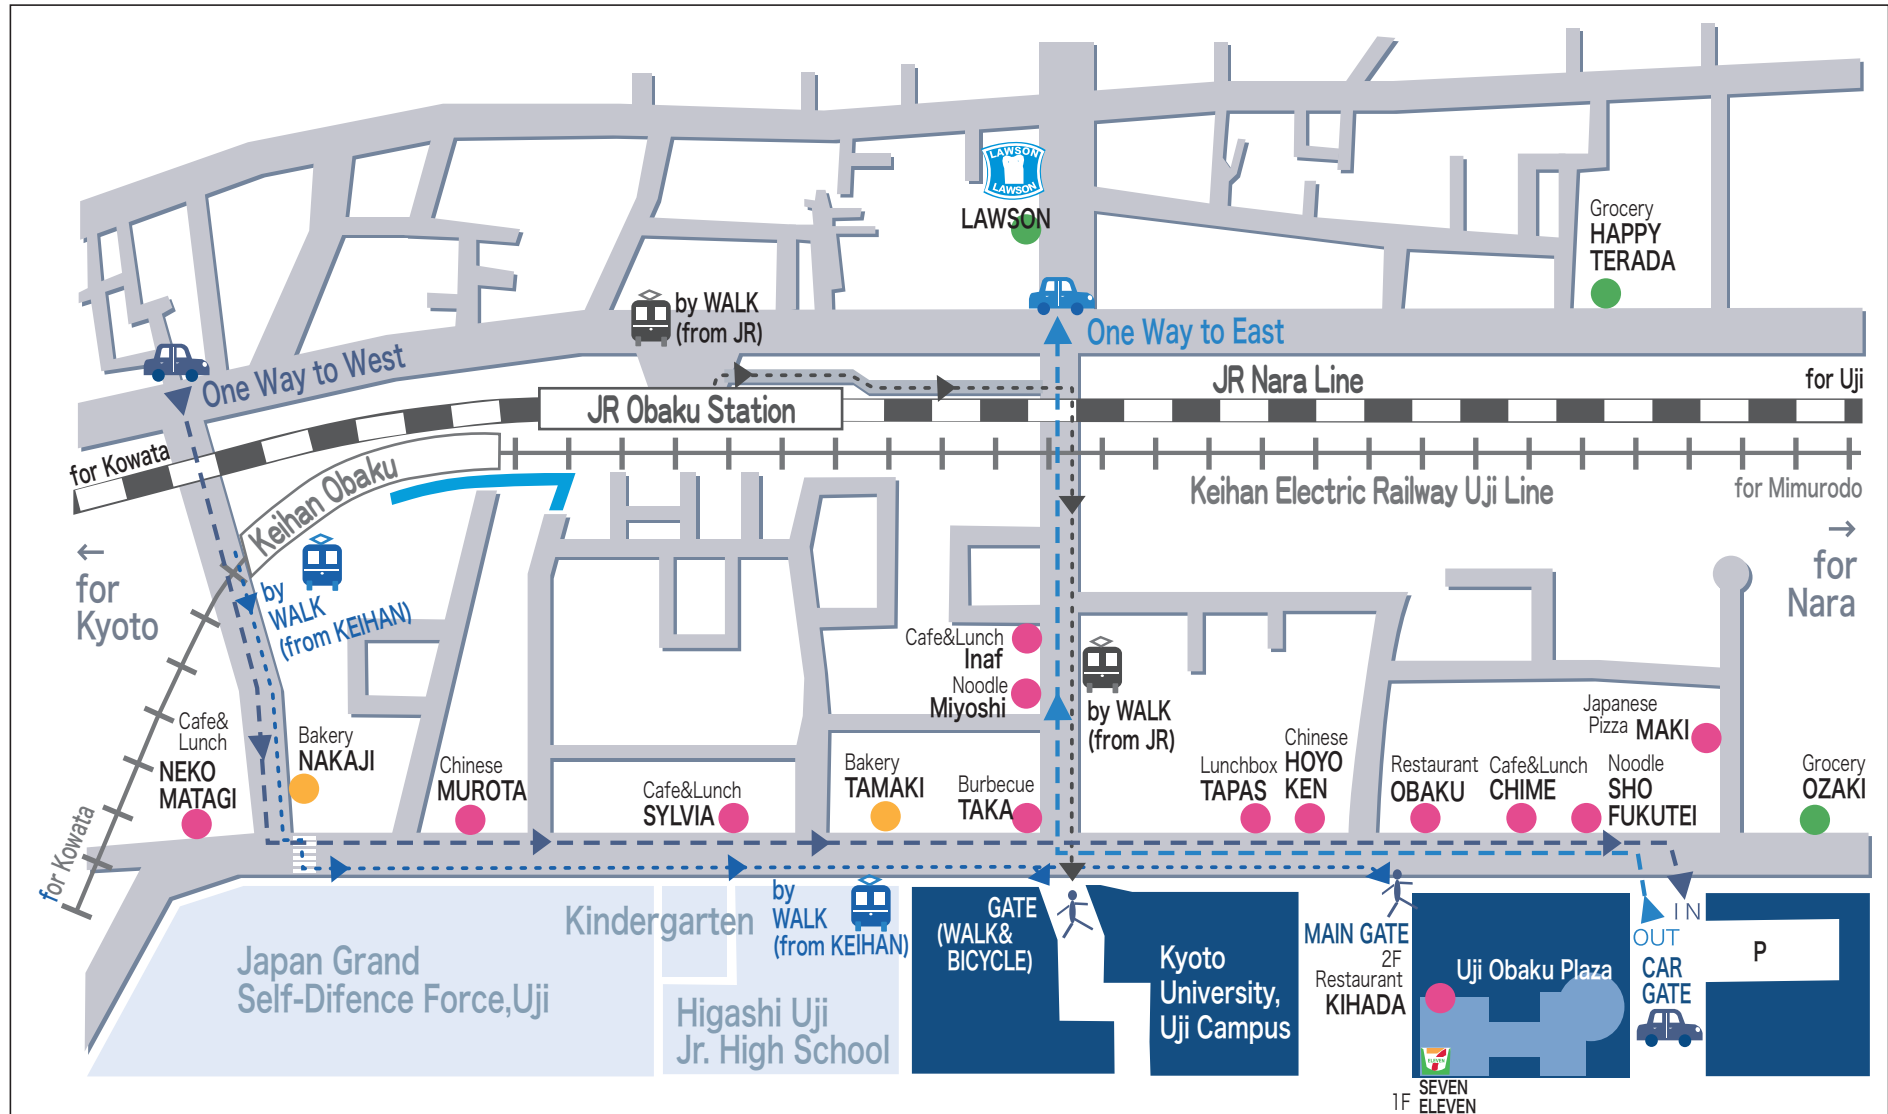 LAWSON
LAWSON
LAWSON
Grocery
HAPPY
TERADA
by WALK
(from JR)
One Way to East
One Way to West
JR Nara Line
for Uji
JR Obaku Station
for Kowata
Keihan Obaku
Keihan Electric Railway Uji Line
for Mimurodo
←
for
Kyoto
→
for
Nara
by
WALK
(from KEIHAN)
Cafe&Lunch
Inaf
Noodle
Miyoshi
by WALK
(from JR)
Cafe&
Lunch
NEKO
MATAGI
Bakery
NAKAJI
Chinese
MUROTA
Cafe&Lunch
SYLVIA
Bakery
TAMAKI
Burbecue
TAKA
Lunchbox
TAPAS
Chinese
HOYO
KEN
Restaurant
OBAKU
Cafe&Lunch
CHIME
Japanese
Pizza MAKI
Noodle
SHO
FUKUTEI
Grocery
OZAKI
for Kowata
Kindergarten
by
WALK
(from KEIHAN)
Japan Grand
Self-Difence Force,Uji
Higashi Uji
Jr. High School
GATE
(WALK&
BICYCLE)
Kyoto
University,
Uji Campus
MAIN GATE
2F
Restaurant
KIHADA
Uji Obaku Plaza
IN
OUT
CAR
GATE
P
ELEVEN
1F SEVEN
ELEVEN